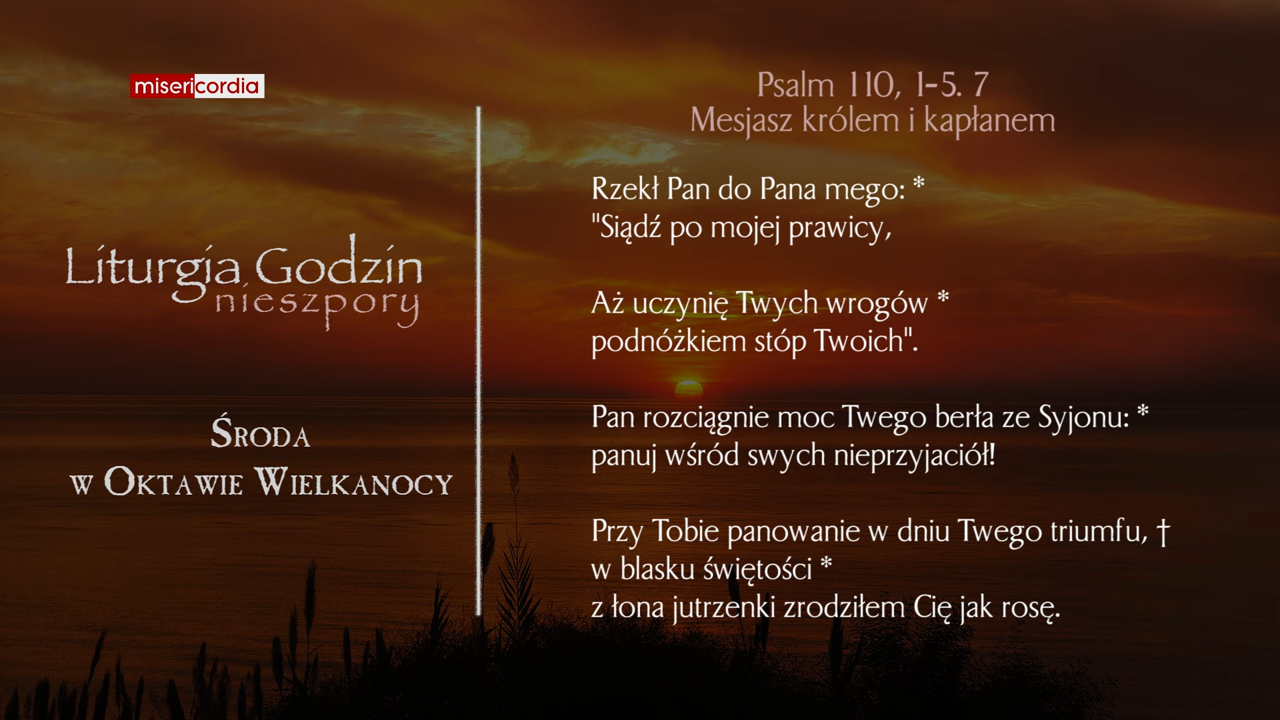 misericordia
Liturgia Godzin
nieszpory
Środa
w Oktawie Wielkanocy
Psalm 110, 1-5. 7
Mesjasz królem i kapłanem
Rzekł Pan do Pana mego: *
"Siądź po mojej prawicy,
Aż uczynię Twych wrogów *
podnóżkiem stóp Twoich".
Pan rozciągnie moc Twego berła ze Syjonu: *
panuj wśród swych nieprzyjaciół!
Przy Tobie panowanie w dniu Twego triumfu, †
w blasku świętości *
z łona jutrzenki zrodziłem Cię jak rosę.